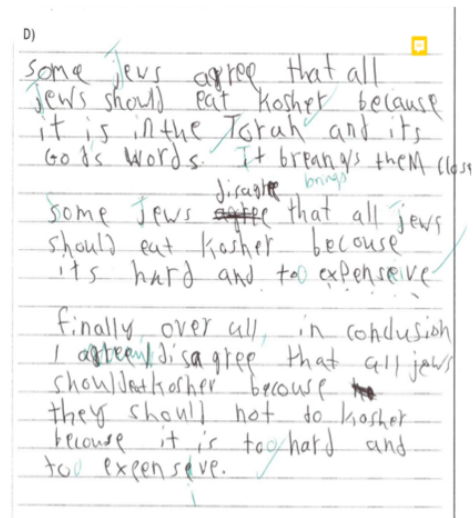 D)
some jews agree that all
Jews should eat kosher because
it is in the Torah and its
God's words. It breangs them clos
brings
disagree
some Jews agree that all jews
should eat kosher becouse
its hard and too expenseive
finally, over all, in conclusion
I disagree that all jews
should eat kosher becouse
they should not do kosher
becouse it is too hard and
too expensive.